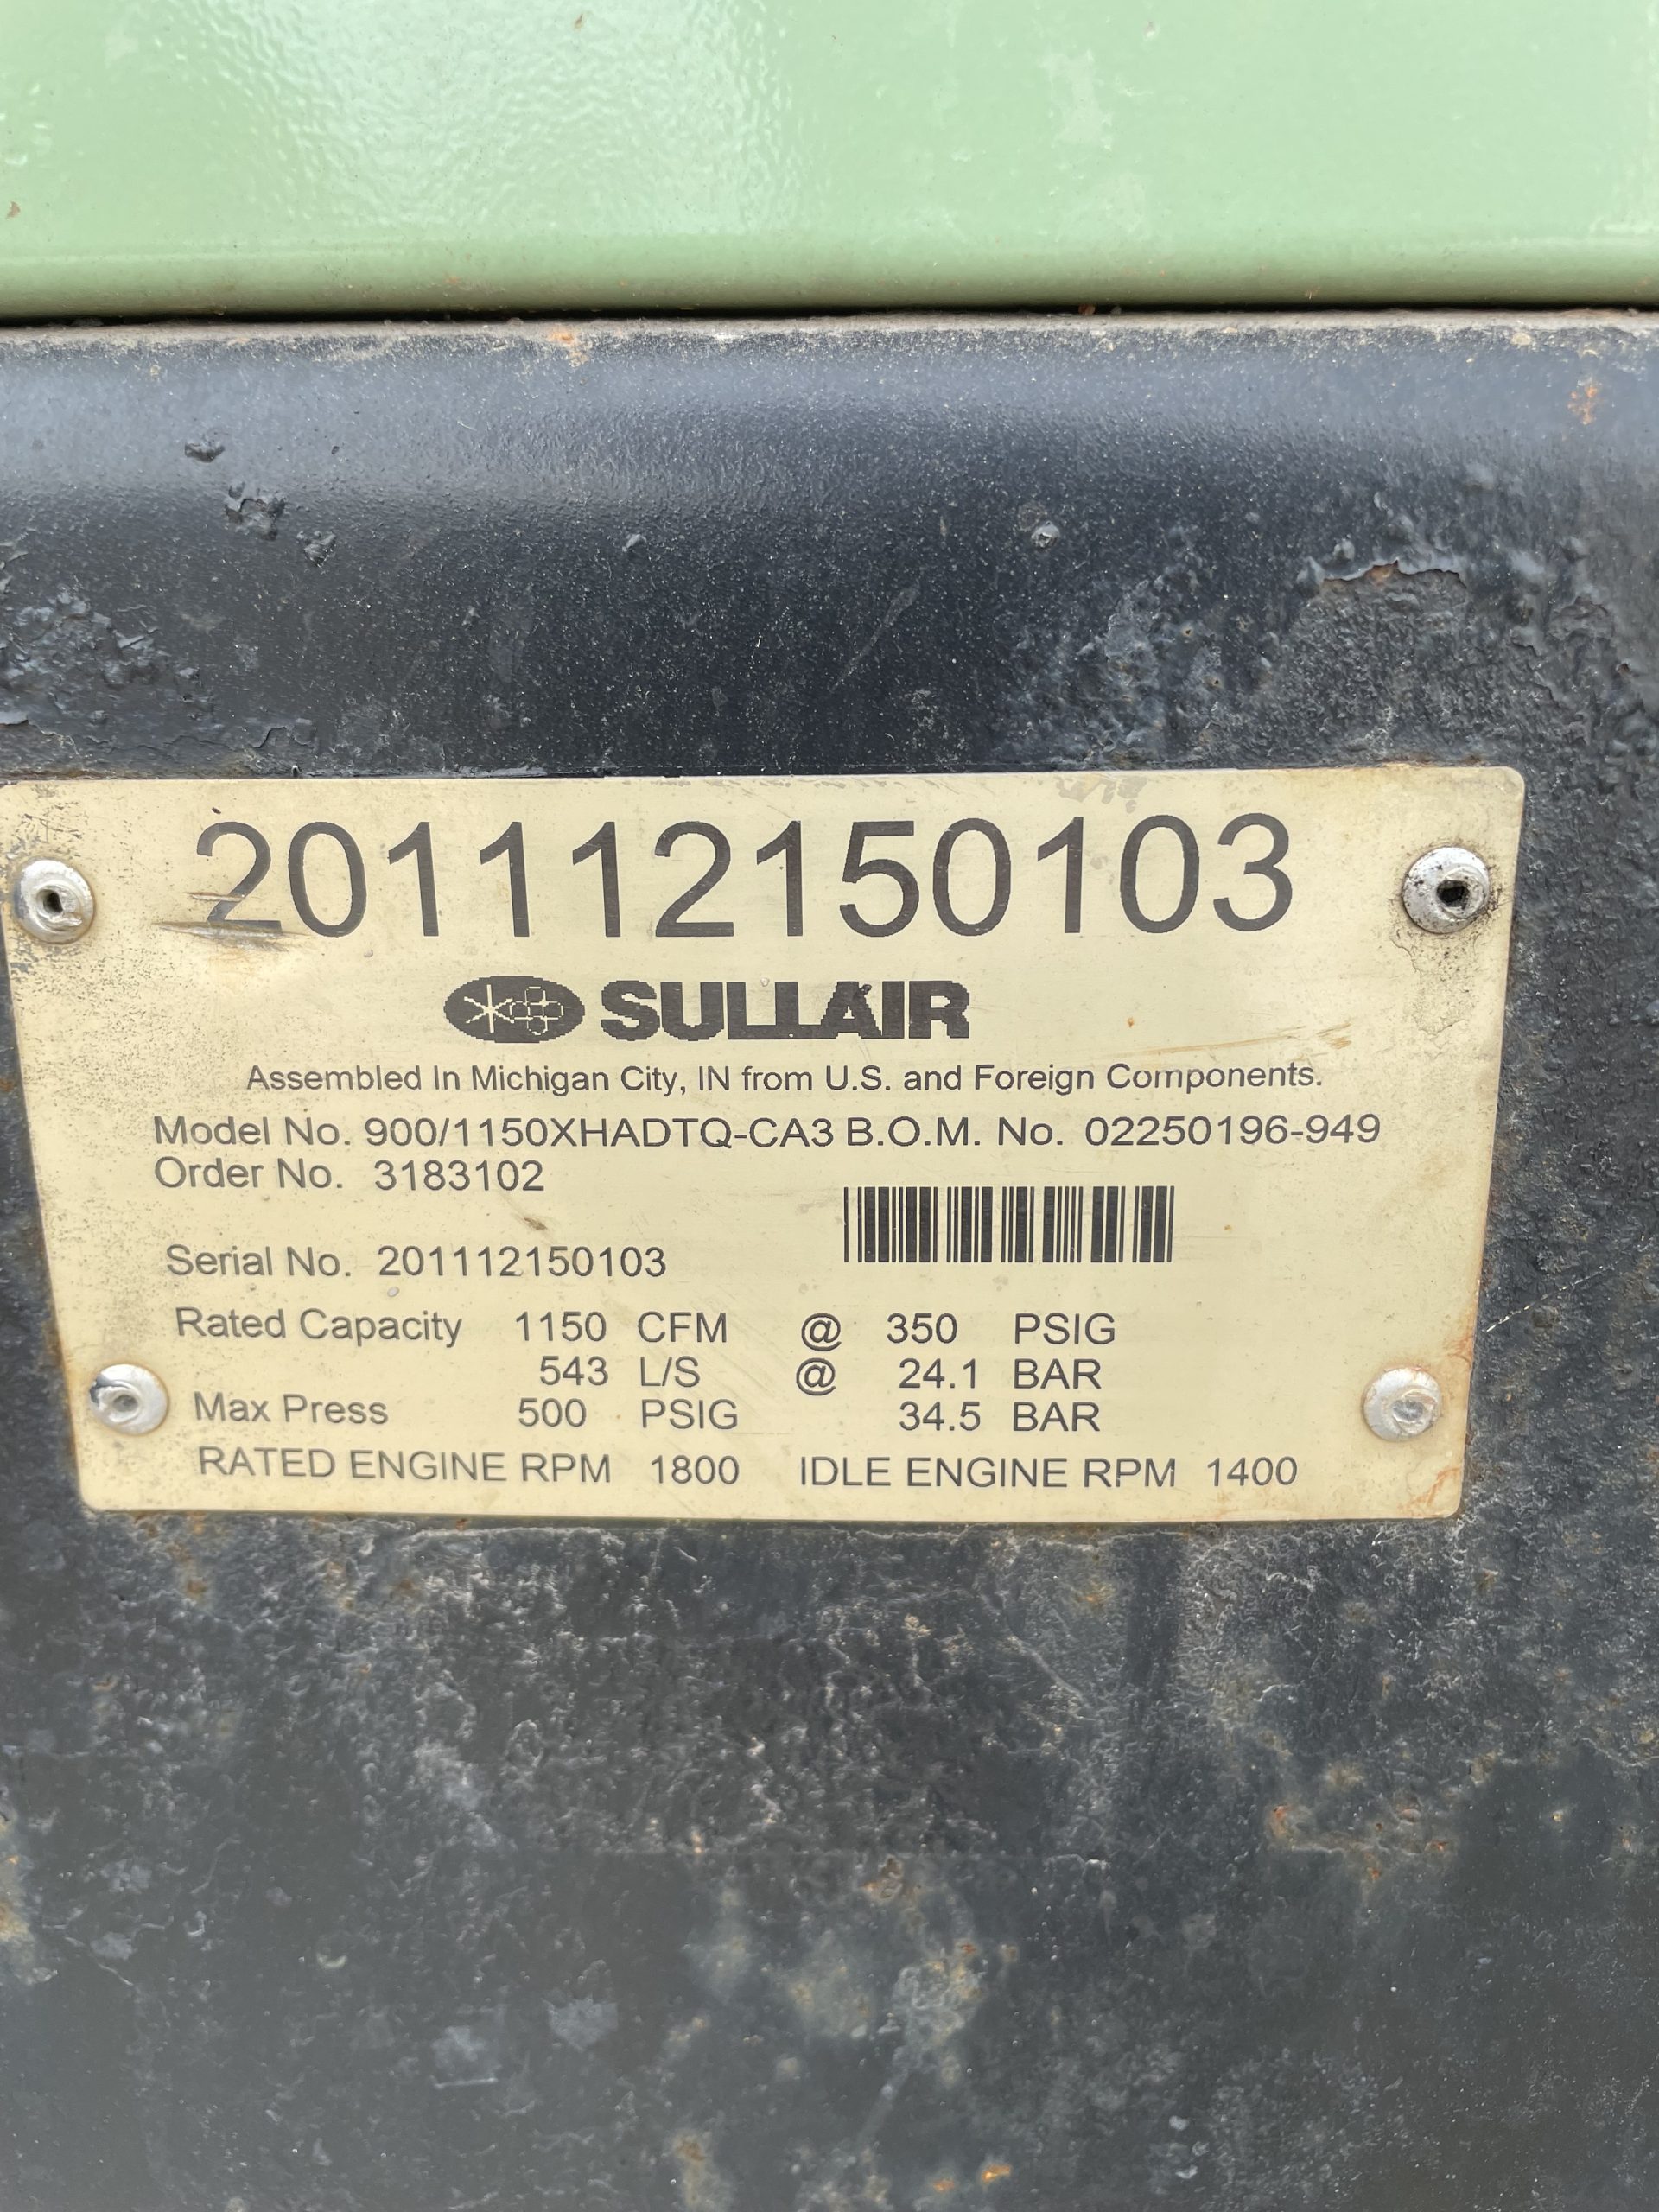 201112150103
SULLAIR
Assembled In Michigan City, IN from U.S. and Foreign Components.
Model No. 900/1150XHADTQ-CA3 B.O.M. No. 02250196-949
Order No. 3183102
Serial No. 201112150103
Rated Capacity 1150 CFM @ 350 PSIG
543 L/S @ 24.1 BAR
Max Press 500 PSIG 34.5 BAR
RATED ENGINE RPM 1800 IDLE ENGINE RPM 1400